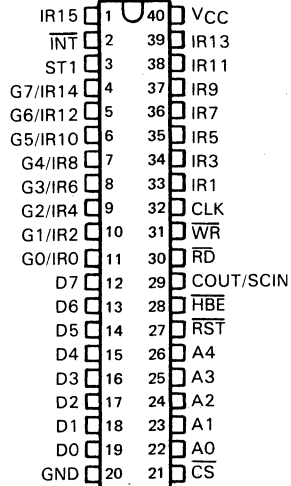 IR15 1 40 VCC
INT 2 39 IR13
ST1 3 38 IR11
G7/IR14 4 37 IR9
G6/IR12 5 36 IR7
G5/IR10 6 35 IR5
G4/IR8 7 34 IR3
G3/IR6 8 33 IR1
G2/IR4 9 32 CLK
G1/IR2 10 31 WR
G0/IR0 11 30 RD
D7 12 29 COUT/SCIN
D6 13 28 HBE
D5 14 27 RST
D4 15 26 A4
D3 16 25 A3
D2 17 24 A2
D1 18 23 A1
D0 19 22 A0
GND 20 21 CS